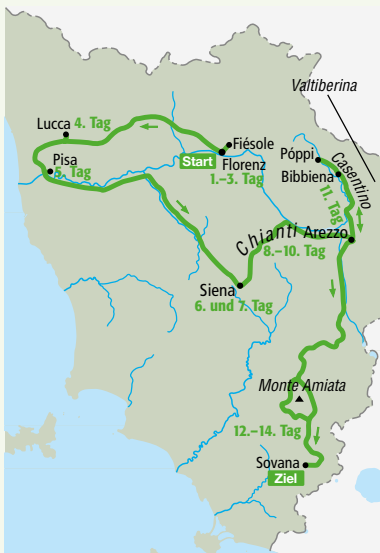 Valtiberina
Lucca 4. Tag
Fiésole
Start Florenz
1.–3. Tag
Póppi
Casentino
Bibbiena
Pisa
5. Tag
11. Tag
Chianti Arezzo
8.–10. Tag
Siena
6. und 7. Tag
Monte Amiata
12.–14. Tag
Sovana
Ziel